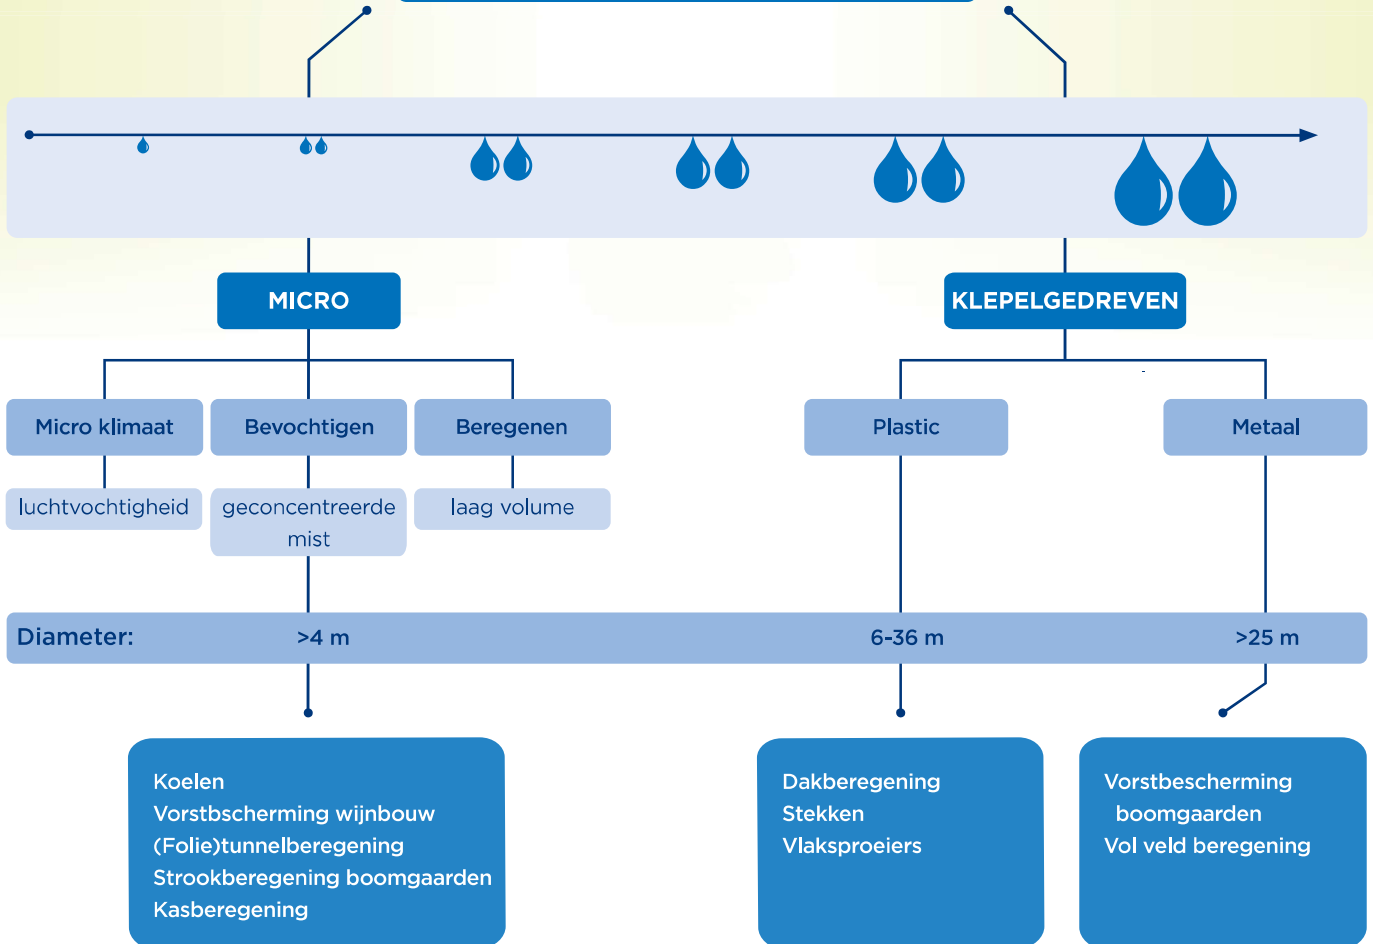 MICRO
KLEPELGEDREVEN
Micro klimaat
Bevochtigen
Beregenen
Plastic
Metaal
luchtvochtigheid
geconcentreerde
mist
laag volume
Diameter:
>4 m
6-36 m
>25 m
Koelen
Vorstbscherming wijnbouw
(Folie)tunnelberegening
Strookberegening boomgaarden
Kasberegening
Dakberegening
Stekken
Vlaksproeiers
Vorstbescherming
boomgaarden
Vol veld beregening